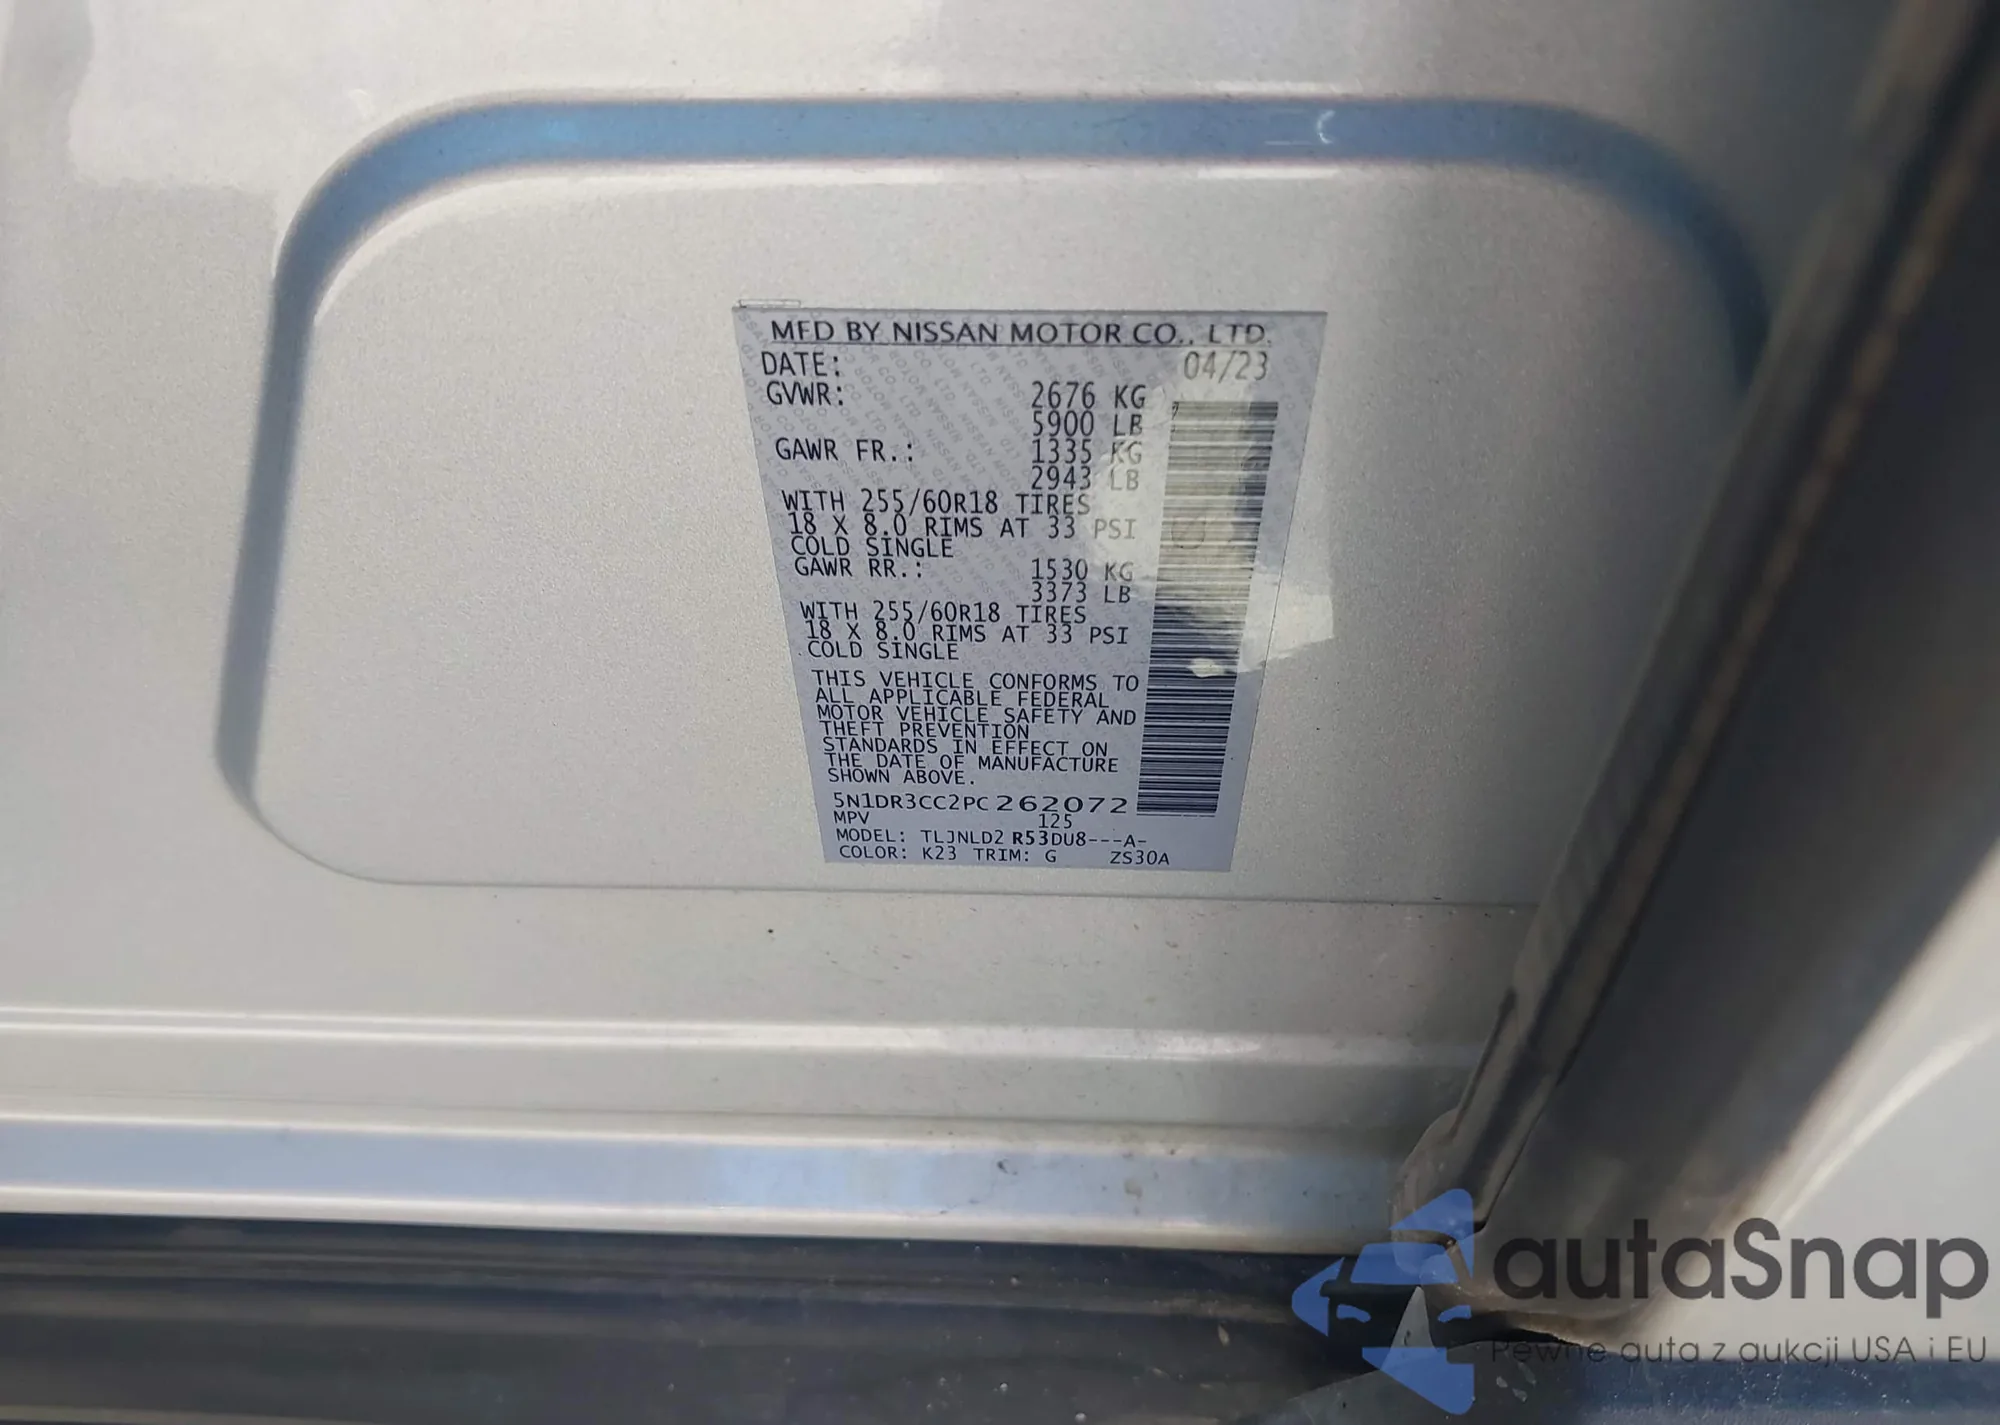 MFD BY NISSAN MOTOR CO., LTD.
DATE: 04/23
GVWR: 2676 KG
5900 LB
GAWR FR.: 1335 KG
2943 LB
WITH 255/60R18 TIRES
18 X 8.0 RIMS AT 33 PSI
COLD SINGLE
GAWR RR.: 1530 KG
3373 LB
WITH 255/60R18 TIRES
18 X 8.0 RIMS AT 33 PSI
COLD SINGLE
THIS VEHICLE CONFORMS TO
ALL APPLICABLE FEDERAL
MOTOR VEHICLE SAFETY AND
THEFT PREVENTION
STANDARDS IN EFFECT ON
THE DATE OF MANUFACTURE
SHOWN ABOVE.
5N1DR3CC2PC262072
MPV 125
MODEL: TLJNLD2 R53DU8---A-
COLOR: K23 TRIM: G ZS30A
autaSnap
Pewne auta z aukcji USA i EU